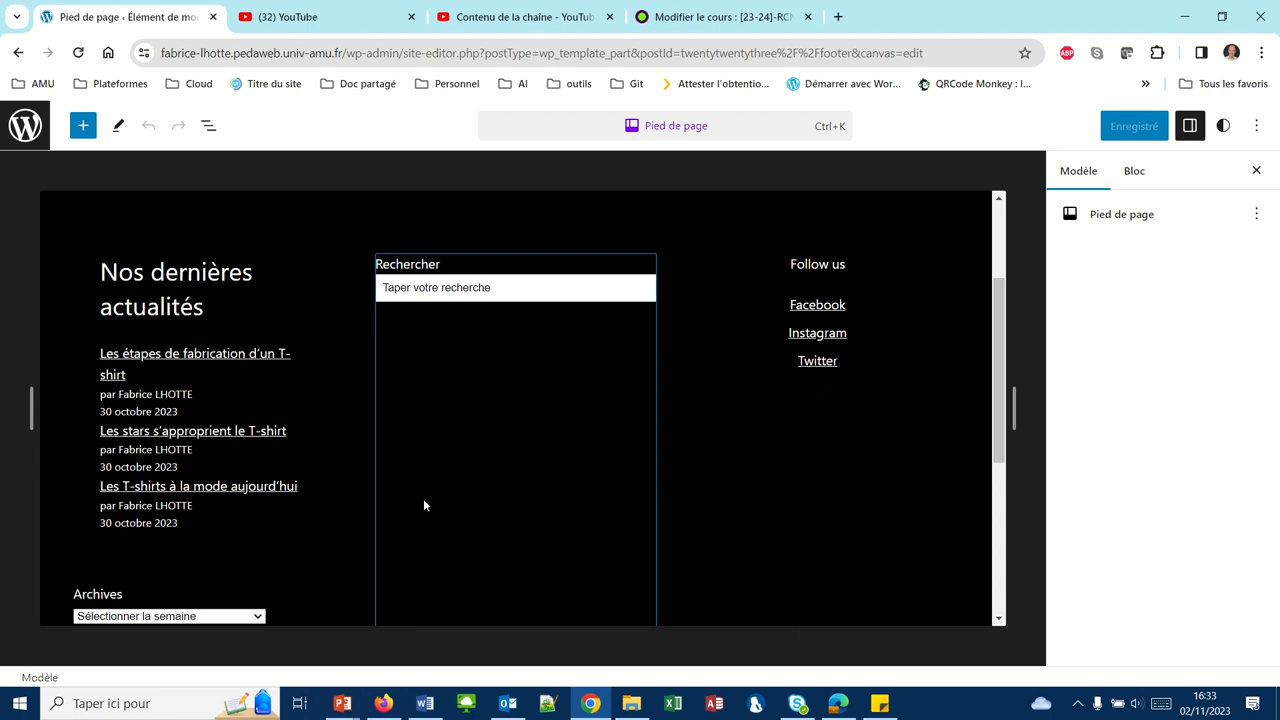 Pied de page ‹ Élément de mo
(32) YouTube
Contenu de la chaîne - YouTub
Modifier le cours : [23-24]-RCM
fabrice-lhotte.pedaweb.univ-amu.fr/wp-admin/site-editor.php?postType=wp_template_part&postId=twentytwentythree%2F%2Ffooter&canvas=edit
ABP
AMU
Plateformes
Cloud
Titre du site
Doc partagé
Personnel
AI
outils
Git
Attester l'obtentio...
Démarrer avec Wor...
QRCode Monkey : l...
»
Tous les favoris
Pied de page
Ctrl+K
Enregistré
Modèle
Bloc
Pied de page
Nos dernières
actualités
Les étapes de fabrication d'un T-
shirt
par Fabrice LHOTTE
30 octobre 2023
Les stars s'approprient le T-shirt
par Fabrice LHOTTE
30 octobre 2023
Les T-shirts à la mode aujourd'hui
par Fabrice LHOTTE
30 octobre 2023
Archives
Sélectionner la semaine
Rechercher
Taper votre recherche
Follow us
Facebook
Instagram
Twitter
Modèle
Taper ici pour
16:33
02/11/2023